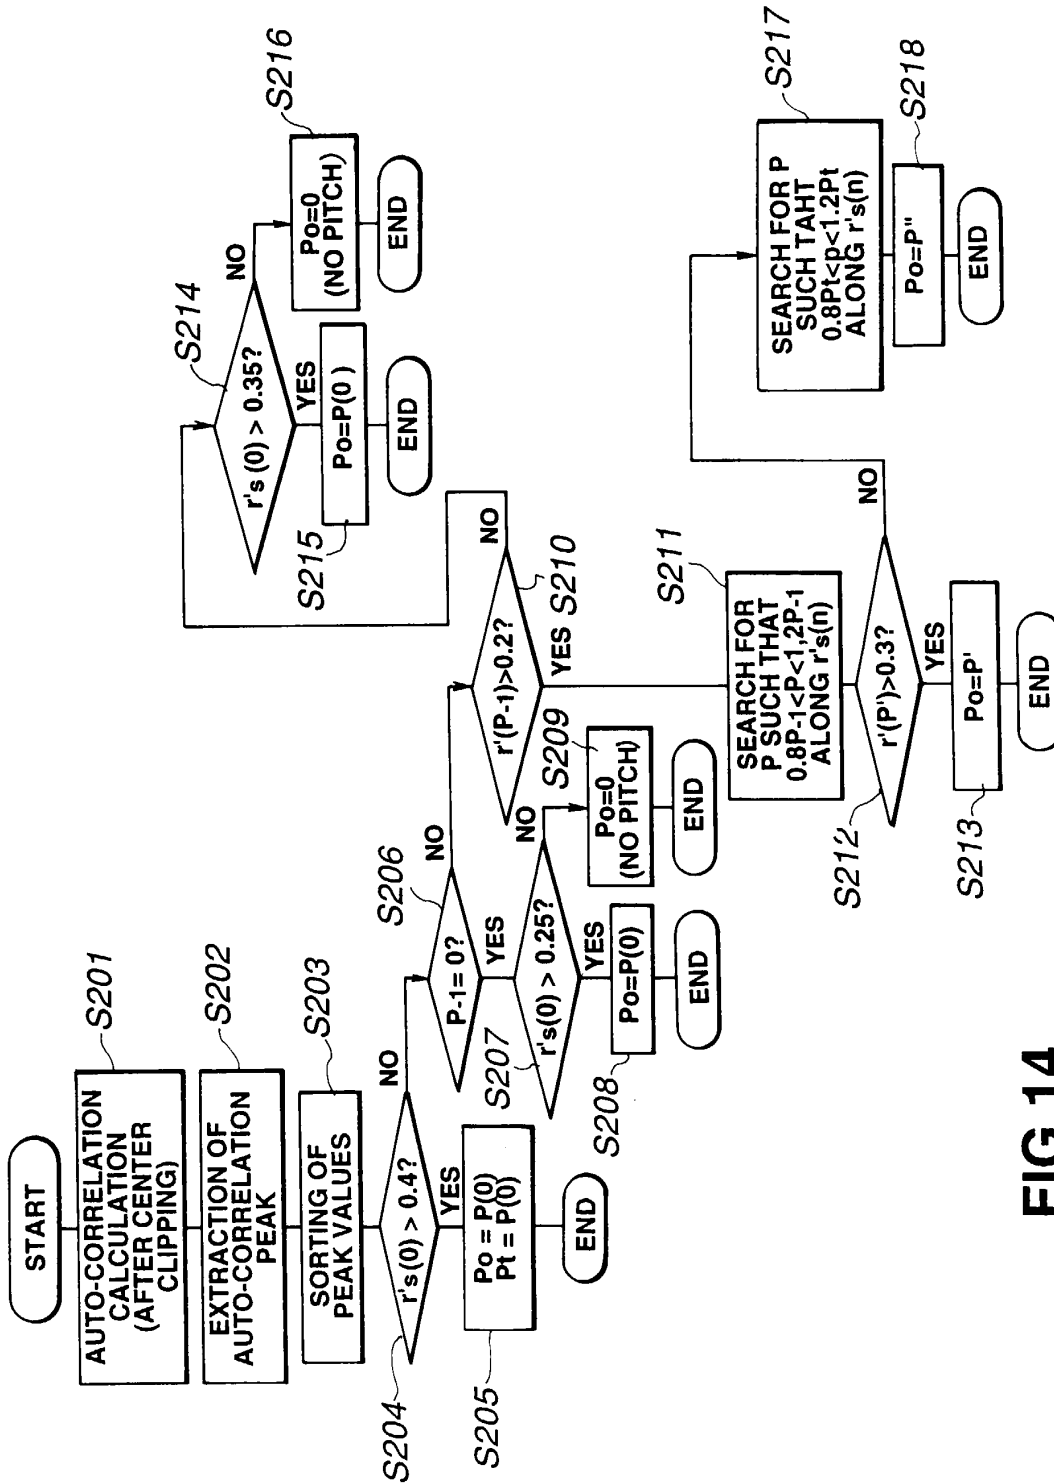 START
AUTO-CORRELATION
CALCULATION
(AFTER CENTER
CLIPPING)
S201
EXTRACTION OF
AUTO-CORRELATION
PEAK
S202
SORTING OF
PEAK VALUES
S203
r's(0) > 0.4?
S204
NO
YES
Po = P(0)
Pt = P(0)
S205
END
P-1= 0?
S206
NO
YES
r's(0) > 0.25?
S207
NO
YES
Po=P(0)
S208
END
Po=0
(NO PITCH)
S209
END
r'(P-1)>0.2?
S210
NO
YES
SEARCH FOR
P SUCH THAT
0.8P-1<P<1,2P-1
ALONG r's(n)
S211
r'(P')>0.3?
S212
NO
YES
Po=P'
S213
END
r's (0) > 0.35?
S214
NO
YES
Po=P(0 )
S215
END
Po=0
(NO PITCH)
S216
END
SEARCH FOR P
SUCH TAHT
0.8Pt<p<1.2Pt
ALONG r's(n)
S217
Po=P"
S218
END
FIG.14